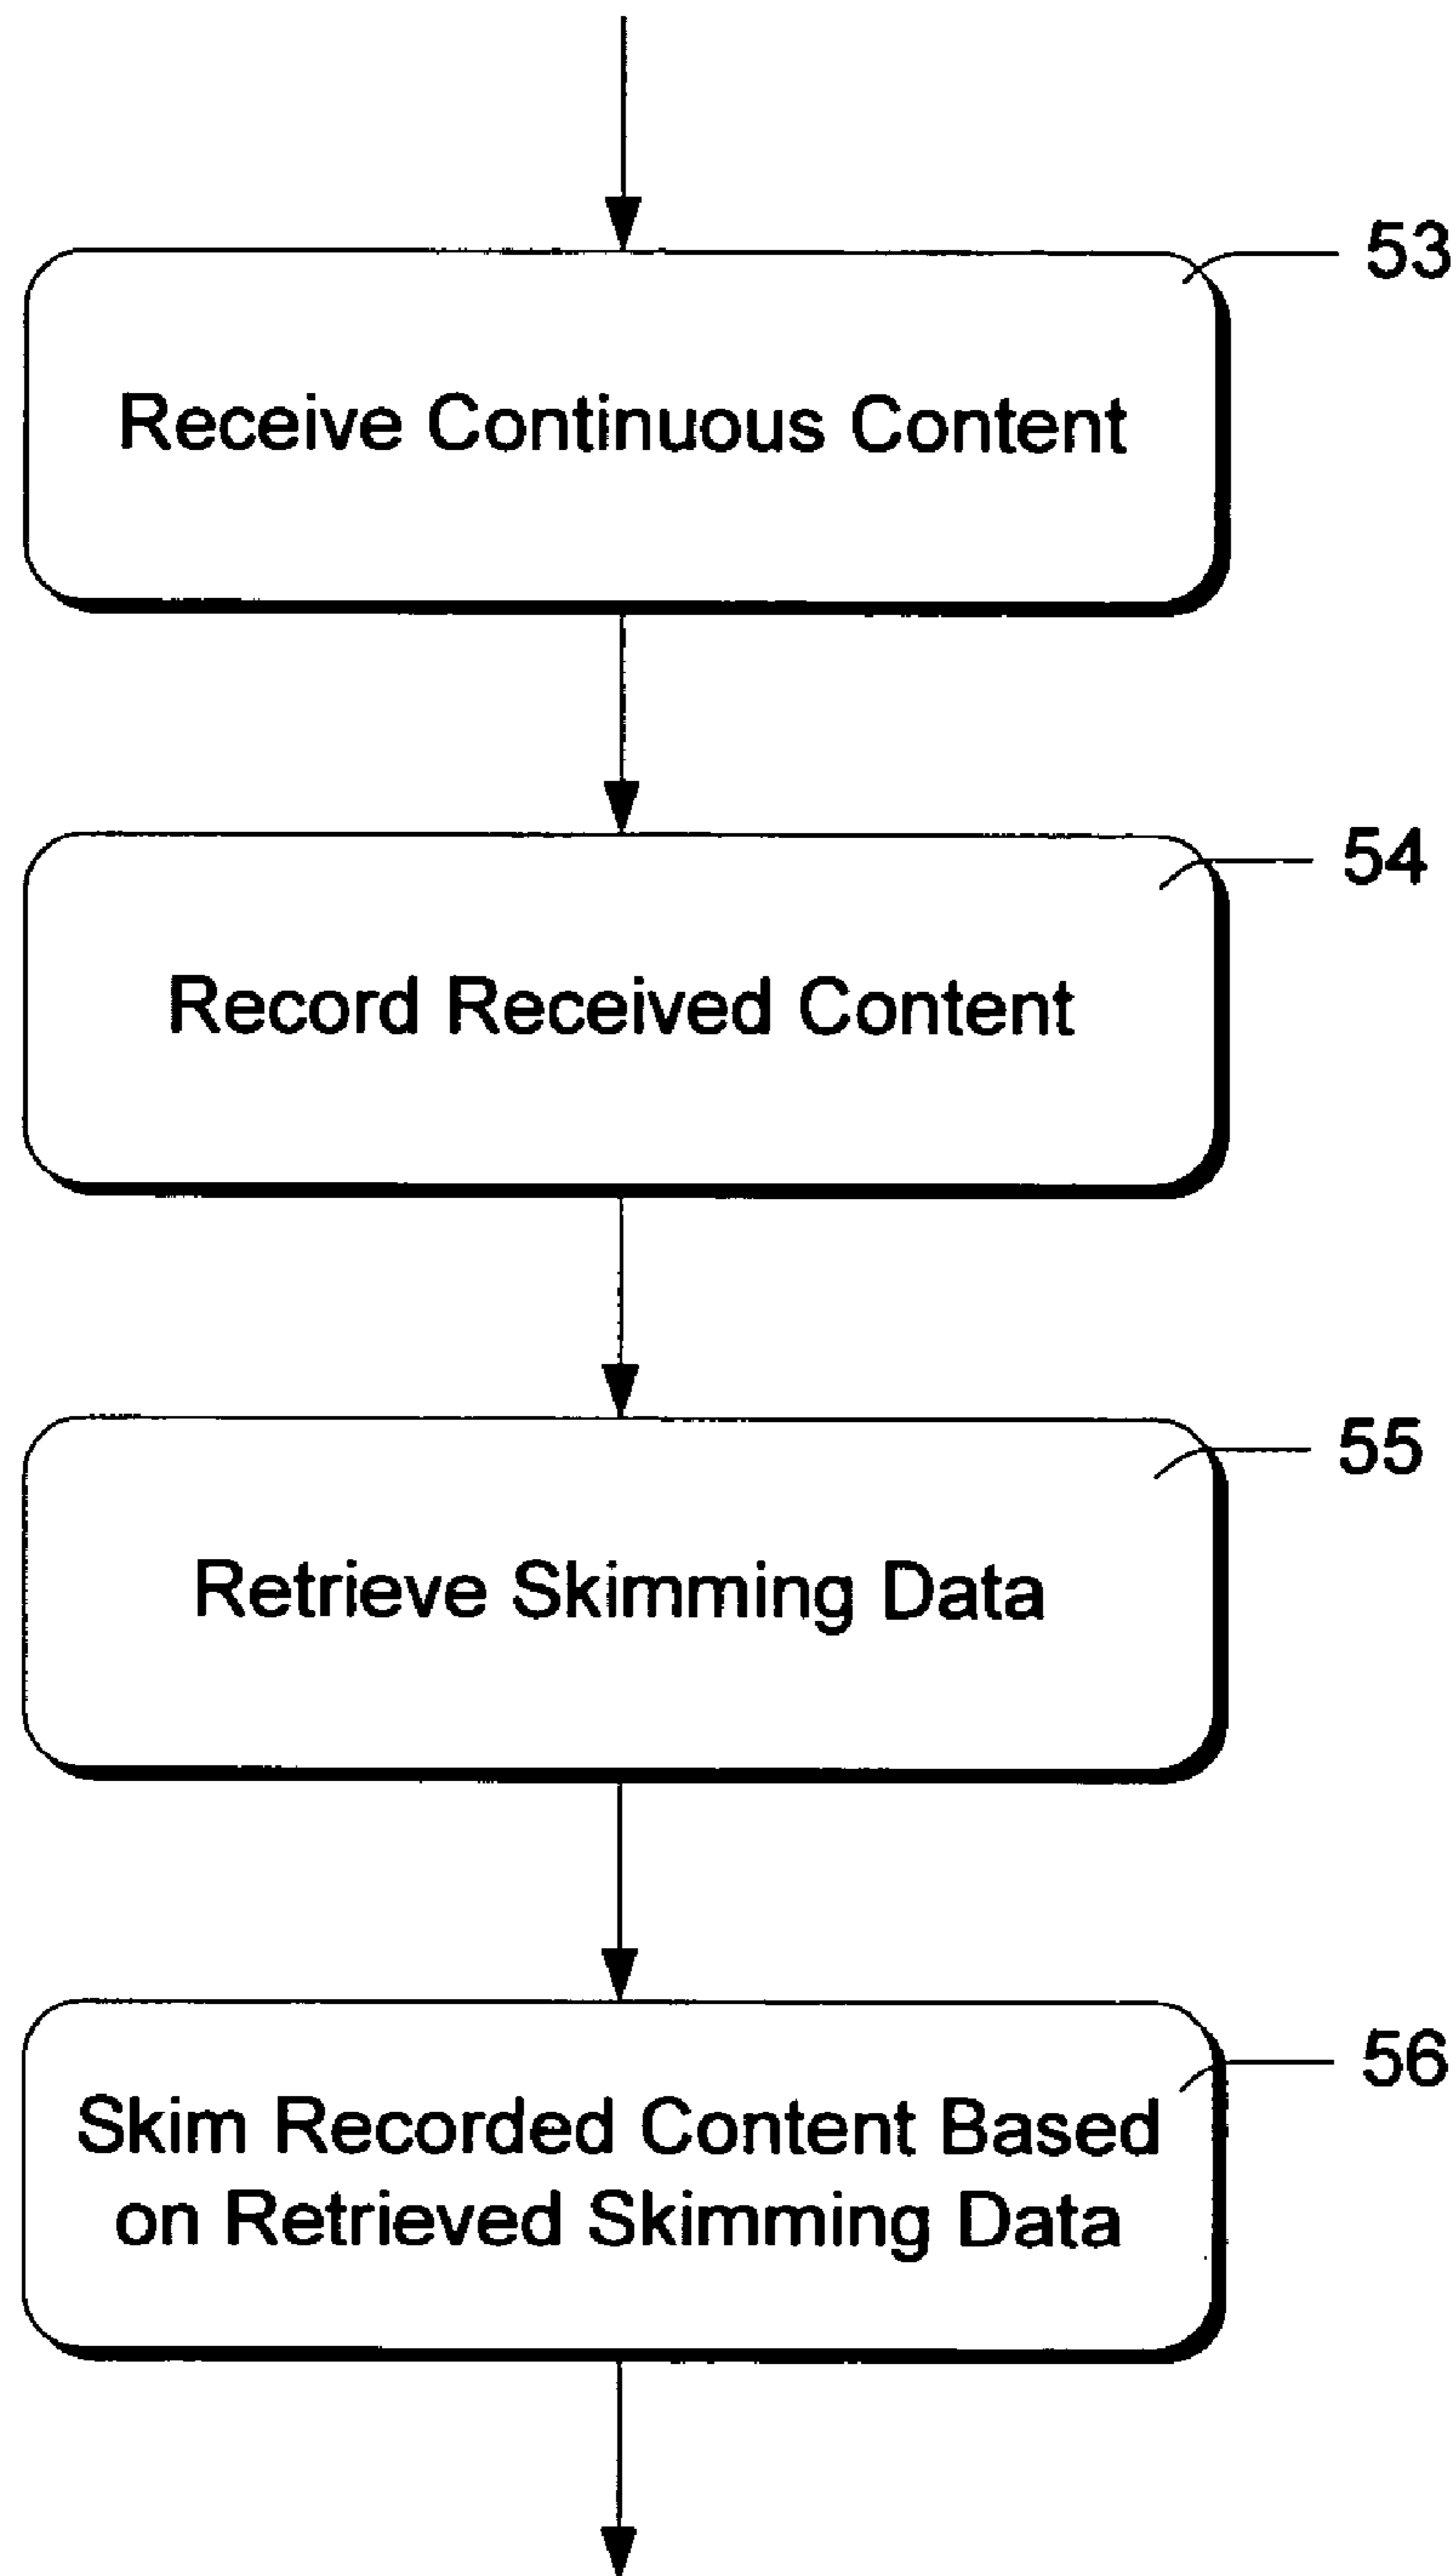 53
Receive Continuous Content
54
Record Received Content
55
Retrieve Skimming Data
56
Skim Recorded Content Based
on Retrieved Skimming Data